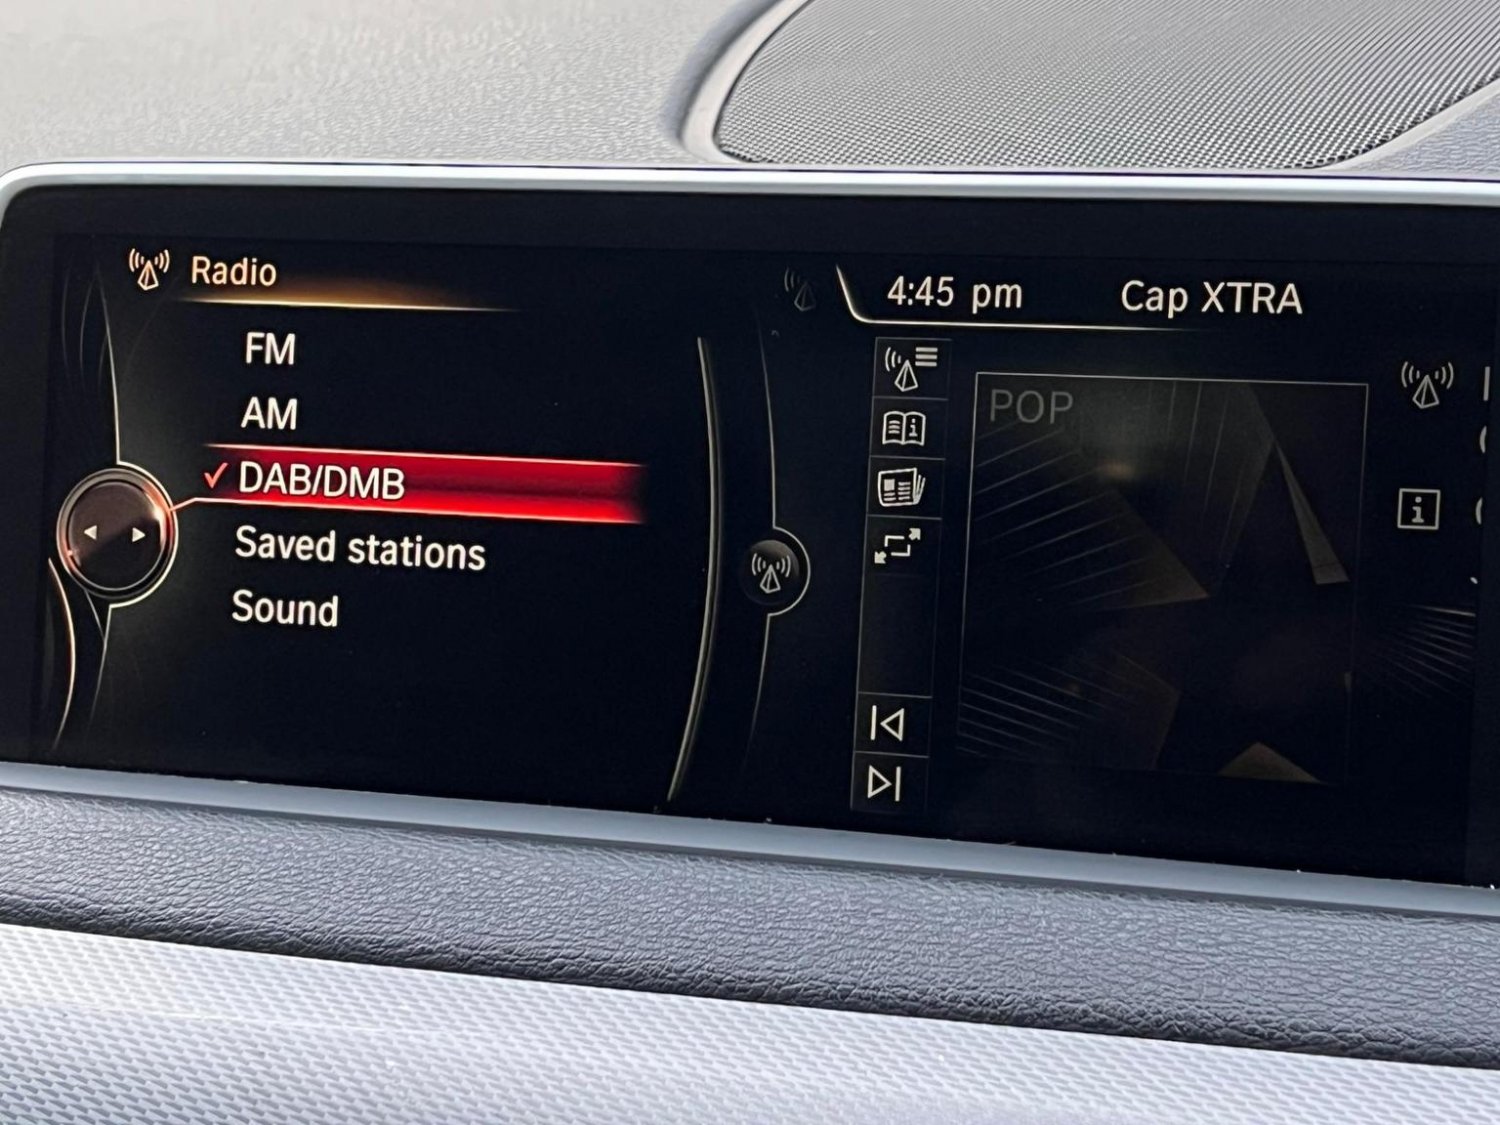 Radio
FM
AM
DAB/DMB
Saved stations
Sound
4:45 pm
Cap XTRA
POP